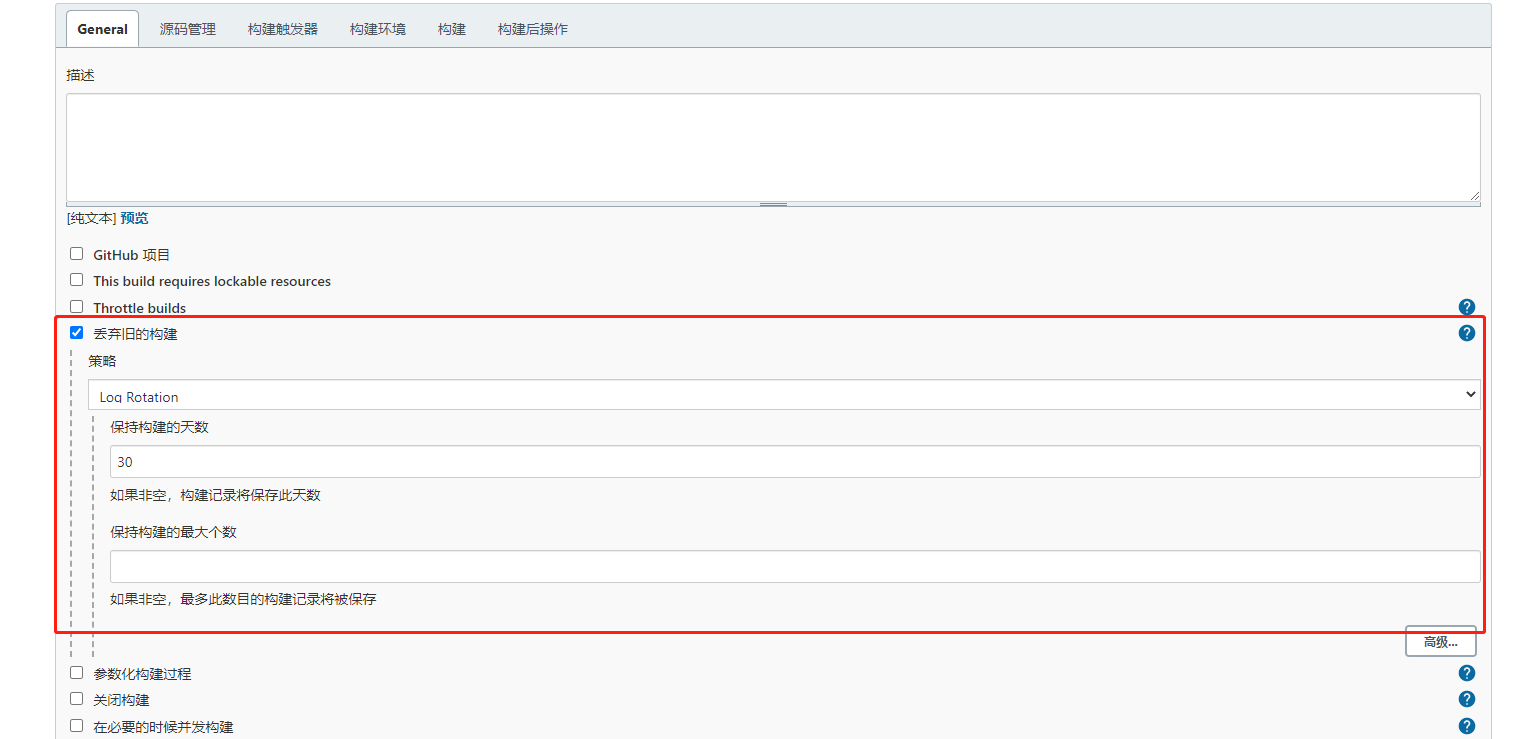 General 源码管理 构建触发器 构建环境 构建 构建后操作
描述
[纯文本] 预览
GitHub 项目
This build requires lockable resources
Throttle builds
丢弃旧的构建
策略
Log Rotation
保持构建的天数
30
如果非空，构建记录将保存此天数
保持构建的最大个数
如果非空，最多此数目的构建记录将被保存
高级...
参数化构建过程
关闭构建
在必要的时候并发构建